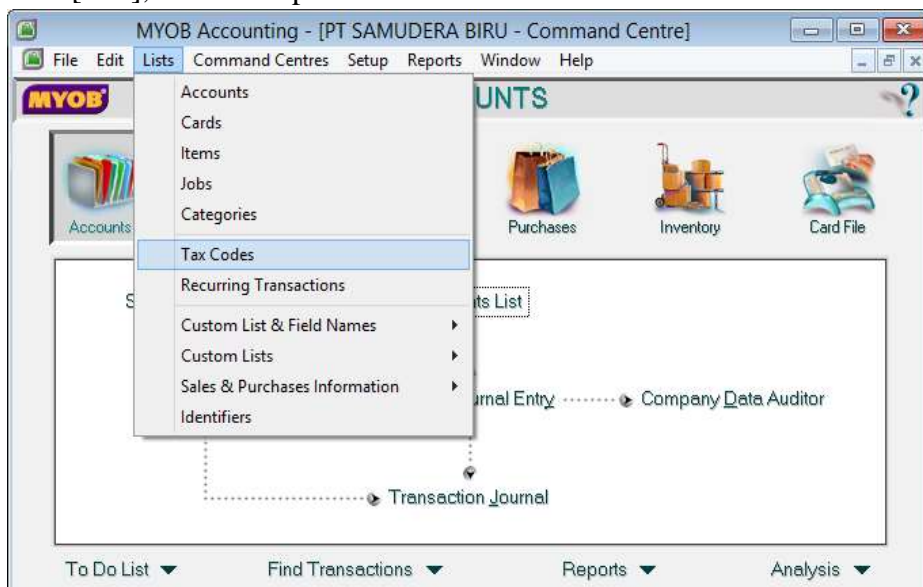 MYOB Accounting - [PT SAMUDERA BIRU - Command Centre]
File Edit Lists Command Centres Setup Reports Window Help
MYOB UNTS
Accounts
Cards
Items
Jobs
Categories
Tax Codes
Recurring Transactions
Custom List & Field Names
Custom Lists
Sales & Purchases Information
Identifiers
Accounts Purchases Inventory Card File
S
ts List
urnal Entry Company Data Auditor
Transaction Journal
To Do List Find Transactions Reports Analysis